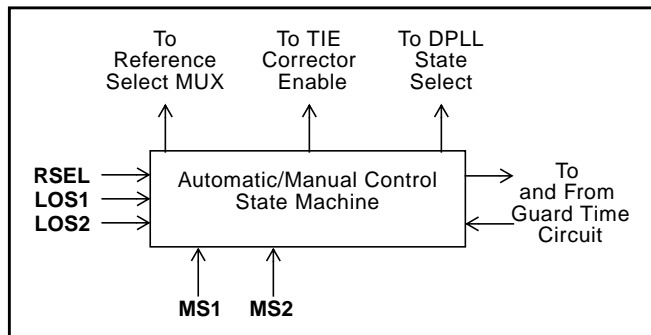 To
Reference
Select MUX
To TIE
Corrector
Enable
To DPLL
State
Select
RSEL
LOS1
LOS2
Automatic/Manual Control
State Machine
To
and From
Guard Time
Circuit
MS1
MS2